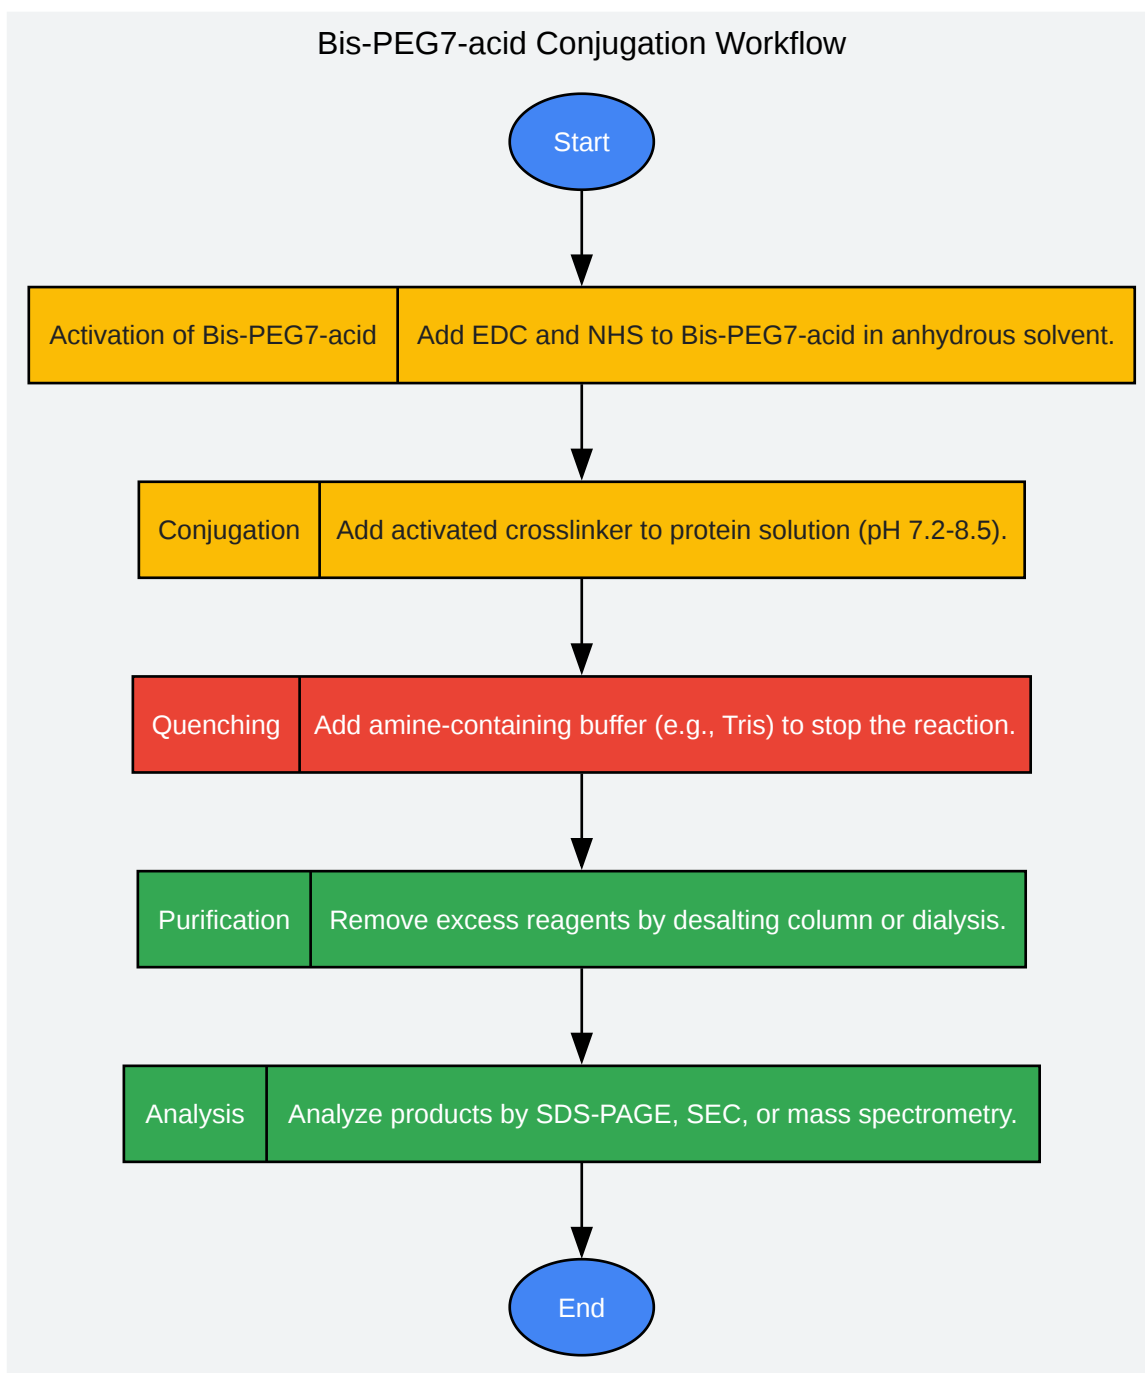 Bis-PEG7-acid Conjugation Workflow
Start
Activation of Bis-PEG7-acid
Add EDC and NHS to Bis-PEG7-acid in anhydrous solvent.
Conjugation
Add activated crosslinker to protein solution (pH 7.2-8.5).
Quenching
Add amine-containing buffer (e.g., Tris) to stop the reaction.
Purification
Remove excess reagents by desalting column or dialysis.
Analysis
Analyze products by SDS-PAGE, SEC, or mass spectrometry.
End